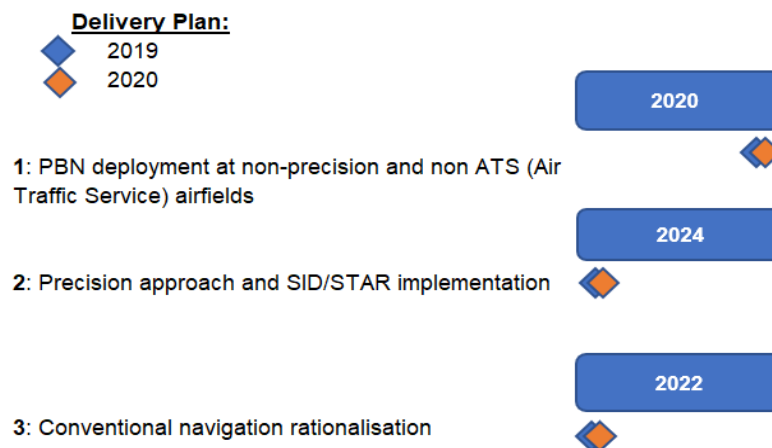 Delivery Plan:
2019
2020
2020
1: PBN deployment at non-precision and non ATS (Air
Traffic Service) airfields
2024
2: Precision approach and SID/STAR implementation
2022
3: Conventional navigation rationalisation